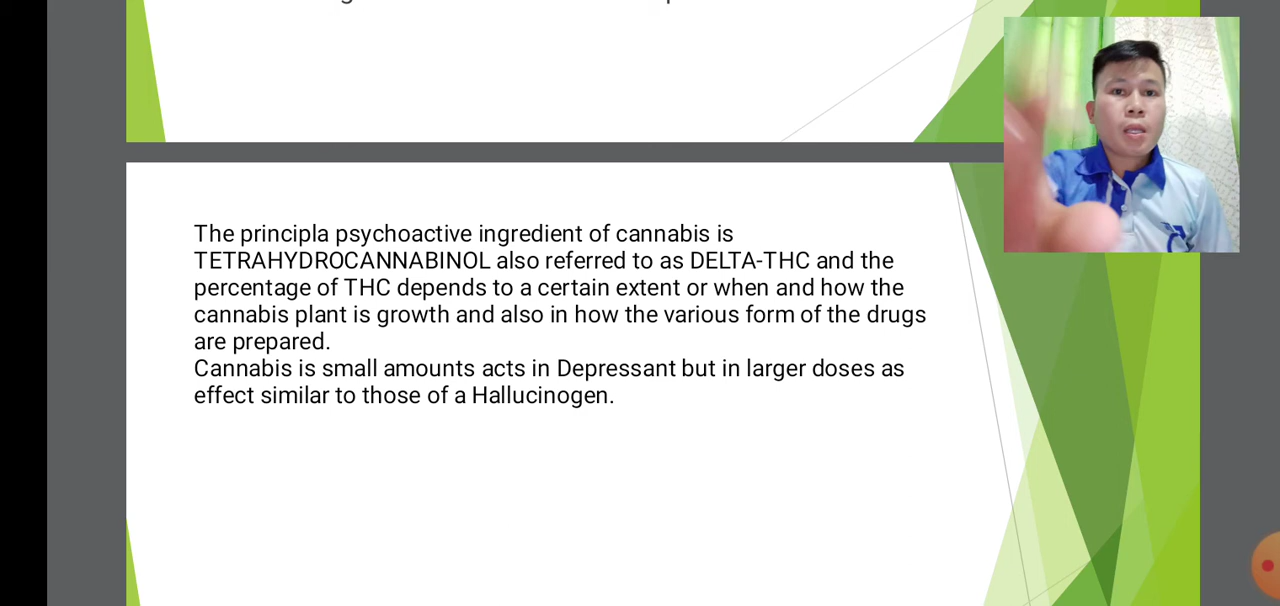 The principla psychoactive ingredient of cannabis is
TETRAHYDROCANNABINOL also referred to as DELTA-THC and the
percentage of THC depends to a certain extent or when and how the
cannabis plant is growth and also in how the various form of the drugs
are prepared.
Cannabis is small amounts acts in Depressant but in larger doses as
effect similar to those of a Hallucinogen.